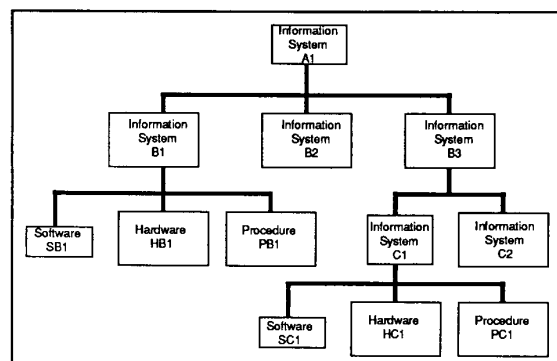 Information
System
A1
Information
System
B1
Information
System
B2
Information
System
B3
Software
SB1
Hardware
HB1
Procedure
PB1
Information
System
C1
Information
System
C2
Software
SC1
Hardware
HC1
Procedure
PC1